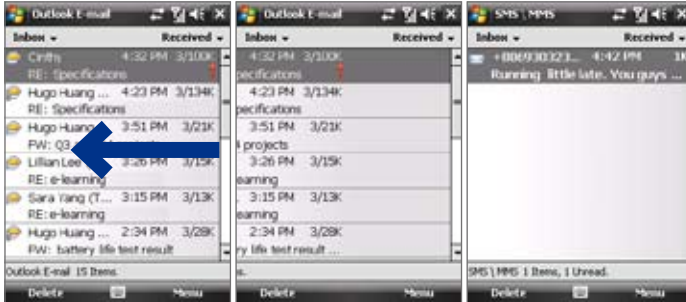 Outlook E-mail
Inbox Received
Cinthi 4:32 PM 3/100K
RE: Specifications
Hugo Huang ... 4:23 PM 3/134K
RE: Specifications
Hugo Huang 3:51 PM 3/21K
FW: Q3 projects
Lillian Lee 3:26 PM 3/15K
RE: e-learning
Sara Yang (T... 3:15 PM 3/13K
RE: e-learning
Hugo Huang ... 2:34 PM 3/28K
FW: battery life test result
Outlook E-mail 15 Items.
Delete Menu
Outlook E-mail
Inbox Received
4:32 PM 3/100K
pecifications
4:23 PM 3/134K
pecifications
3:51 PM 3/21K
projects
3:26 PM 3/15K
earning
. 3:15 PM 3/13K
earning
2:34 PM 3/28K
ry life test result ...
s.
Delete Menu
SMS \ MMS
Inbox Received
+006930323... 4:42 PM 1K
Running little late. You guys ...
SMS \ MMS 1 Items, 1 Unread.
Delete Menu